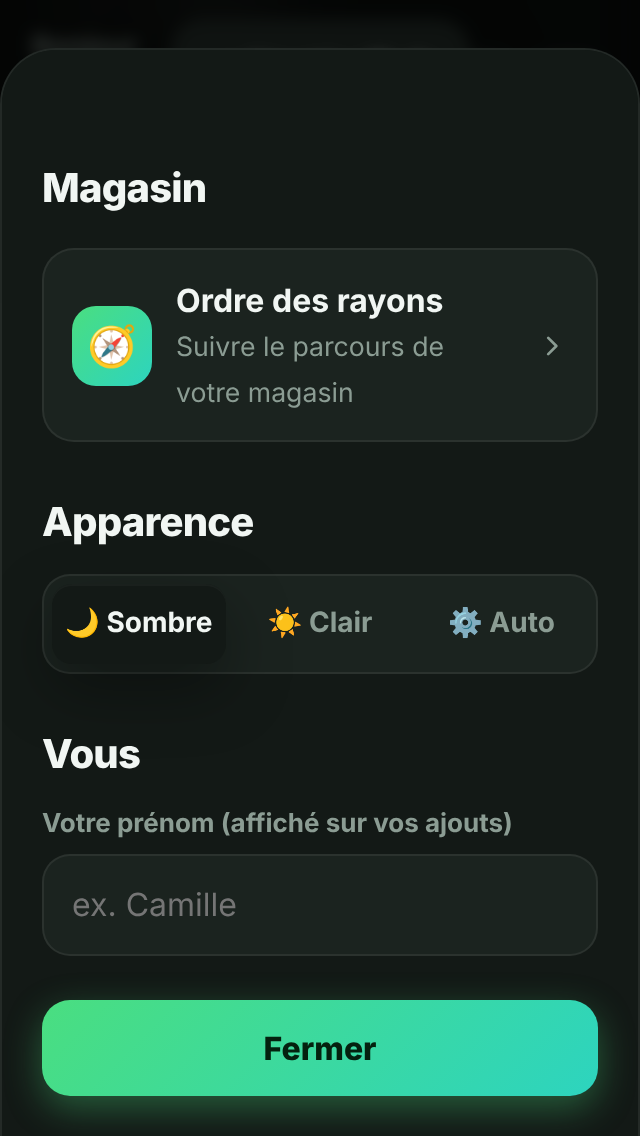 Magasin
Ordre des rayons
Suivre le parcours de
votre magasin
Apparence
🌙 Sombre ☀️ Clair ⚙️ Auto
Vous
Votre prénom (affiché sur vos ajouts)
ex. Camille
Fermer